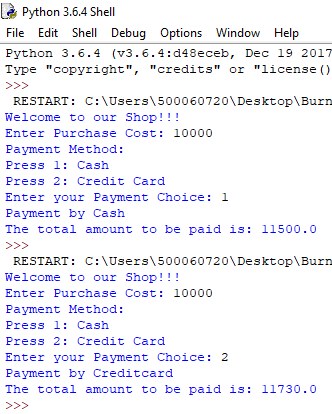 Python 3.6.4 Shell
File Edit Shell Debug Options Window Help
Python 3.6.4 (v3.6.4:d48eceb, Dec 19 2017
Type "copyright", "credits" or "license()
>>>
RESTART: C:\Users\500060720\Desktop\Burn
Welcome to our Shop!!!
Enter Purchase Cost: 10000
Payment Method:
Press 1: Cash
Press 2: Credit Card
Enter your Payment Choice: 1
Payment by Cash
The total amount to be paid is: 11500.0
>>>
RESTART: C:\Users\500060720\Desktop\Burn
Welcome to our Shop!!!
Enter Purchase Cost: 10000
Payment Method:
Press 1: Cash
Press 2: Credit Card
Enter your Payment Choice: 2
Payment by Creditcard
The total amount to be paid is: 11730.0
>>>